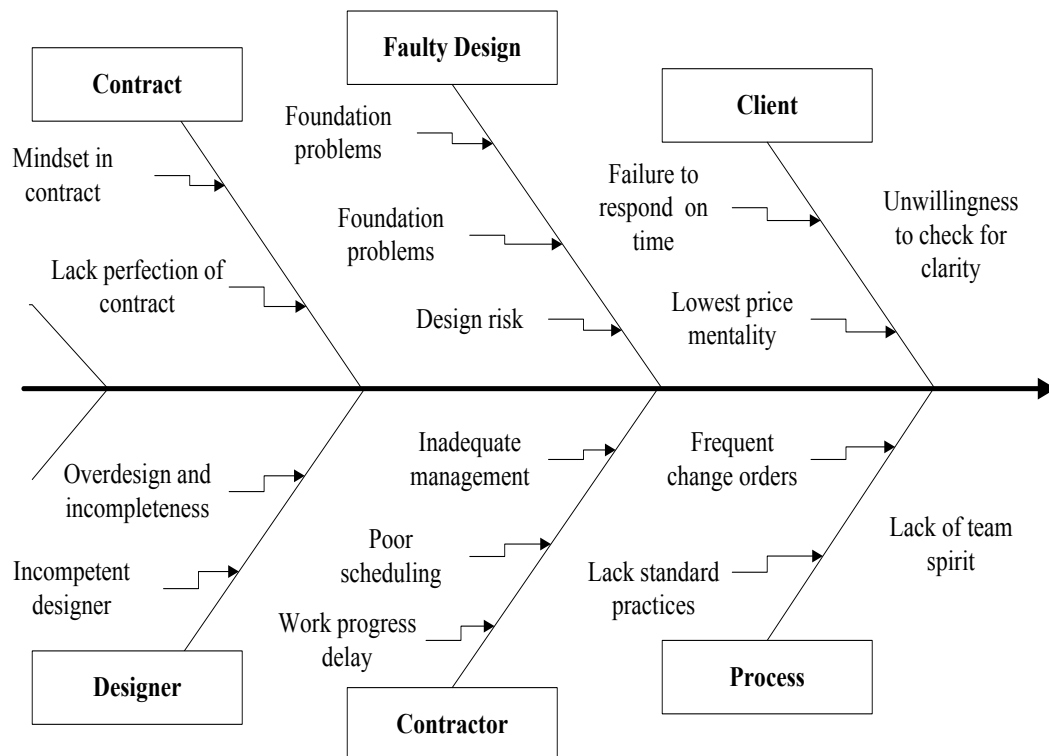 Faulty Design
Contract
Client
Foundation
problems
Mindset in
contract
Failure to
respond on
time
Unwillingness
to check for
clarity
Foundation
problems
Lack perfection of
contract
Design risk
Lowest price
mentality
Inadequate
management
Frequent
change orders
Overdesign and
incompleteness
Poor
scheduling
Lack of team
spirit
Incompetent
designer
Lack standard
practices
Work progress
delay
Designer
Contractor
Process